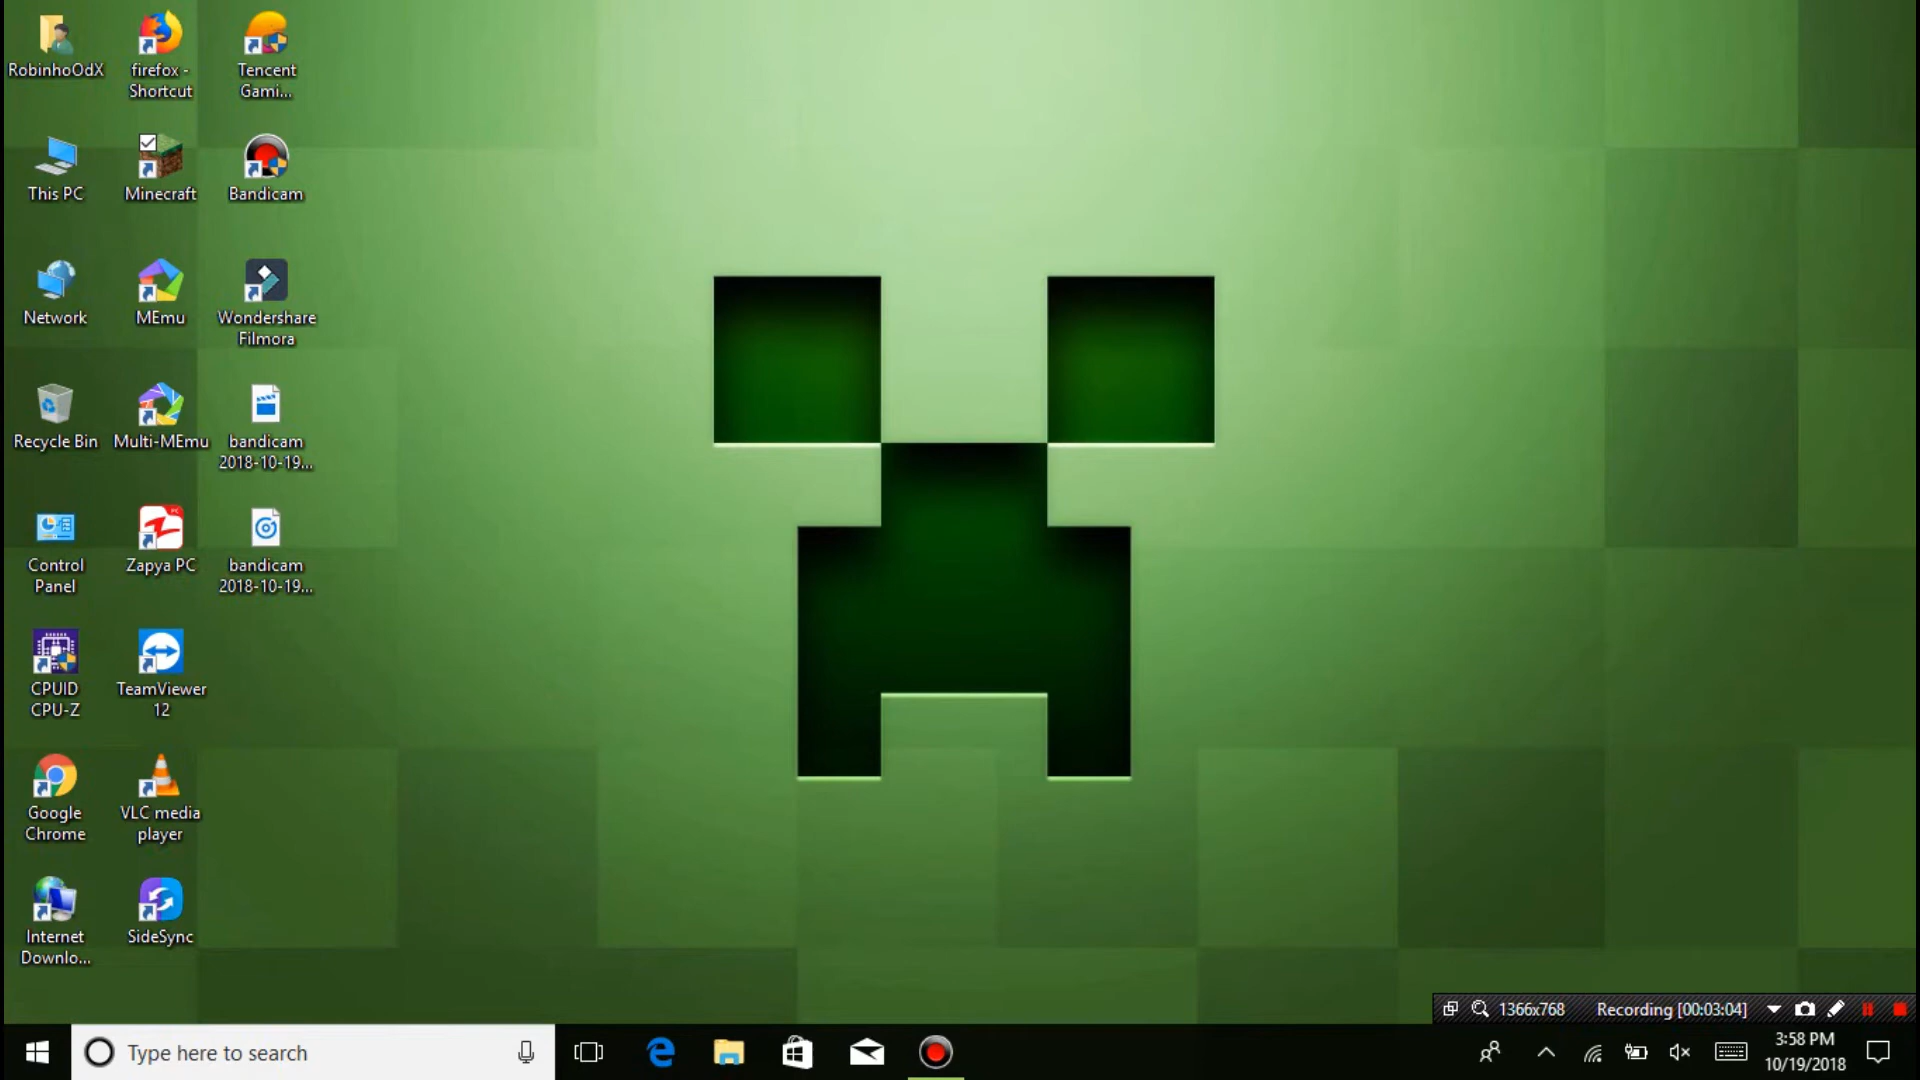 RobinhoOdX
firefox -
Shortcut
Tencent
Gami...
This PC
Minecraft
Bandicam
Network
MEmu
Wondershare
Filmora
Recycle Bin
Multi-MEmu
bandicam
2018-10-19...
Control
Panel
Zapya PC
bandicam
2018-10-19...
CPUID
CPU-Z
TeamViewer
12
Google
Chrome
VLC media
player
Internet
Downlo...
SideSync
1366x768
Recording [00:03:04]
Type here to search
3:58 PM
10/19/2018